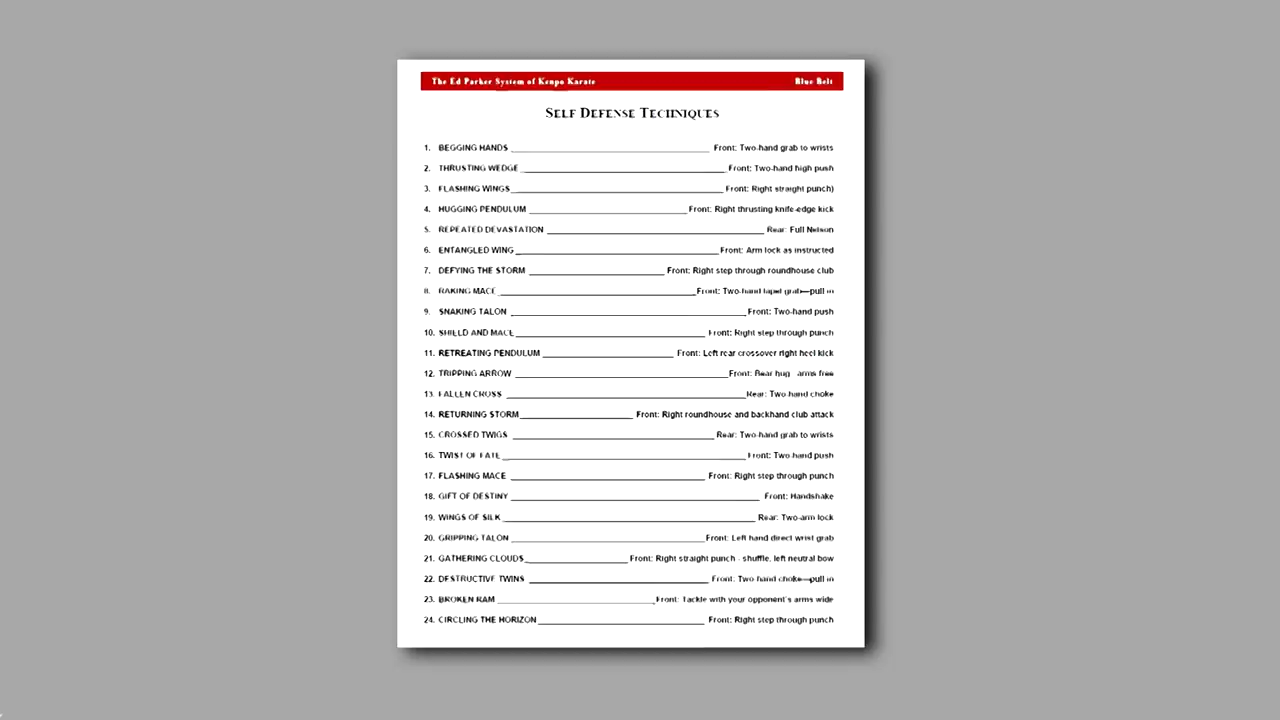 The Ed Parker System of Kenpo Karate Blue Belt
SELF DEFENSE TECHNIQUES
1. BEGGING HANDS Front: Two-hand grab to wrists
2. THRUSTING WEDGE Front: Two-hand high push
3. FLASHING WINGS Front: Right straight punch)
4. HUGGING PENDULUM Front: Right thrusting knife-edge kick
5. REPEATED DEVASTATION Rear: Full Nelson
6. ENTANGLED WING Front: Arm lock as instructed
7. DEFYING THE STORM Front: Right step through roundhouse club
8. RAKING MACE Front: Two-hand lapel grab—pull in
9. SNAKING TALON Front: Two-hand push
10. SHIELD AND MACE Front: Right step through punch
11. RETREATING PENDULUM Front: Left rear crossover right heel kick
12. TRIPPING ARROW Front: Bear hug arms free
13. FALLEN CROSS Rear: Two-hand choke
14. RETURNING STORM Front: Right roundhouse and backhand club attack
15. CROSSED TWIGS Rear: Two-hand grab to wrists
16. TWIST OF FATE Front: Two-hand push
17. FLASHING MACE Front: Right step through punch
18. GIFT OF DESTINY Front: Handshake
19. WINGS OF SILK Rear: Two-arm lock
20. GRIPPING TALON Front: Left hand direct wrist grab
21. GATHERING CLOUDS Front: Right straight punch - shuffle, left neutral bow
22. DESTRUCTIVE TWINS Front: Two-hand choke—pull in
23. BROKEN RAM Front: Tackle with your opponent's arms wide
24. CIRCLING THE HORIZON Front: Right step through punch